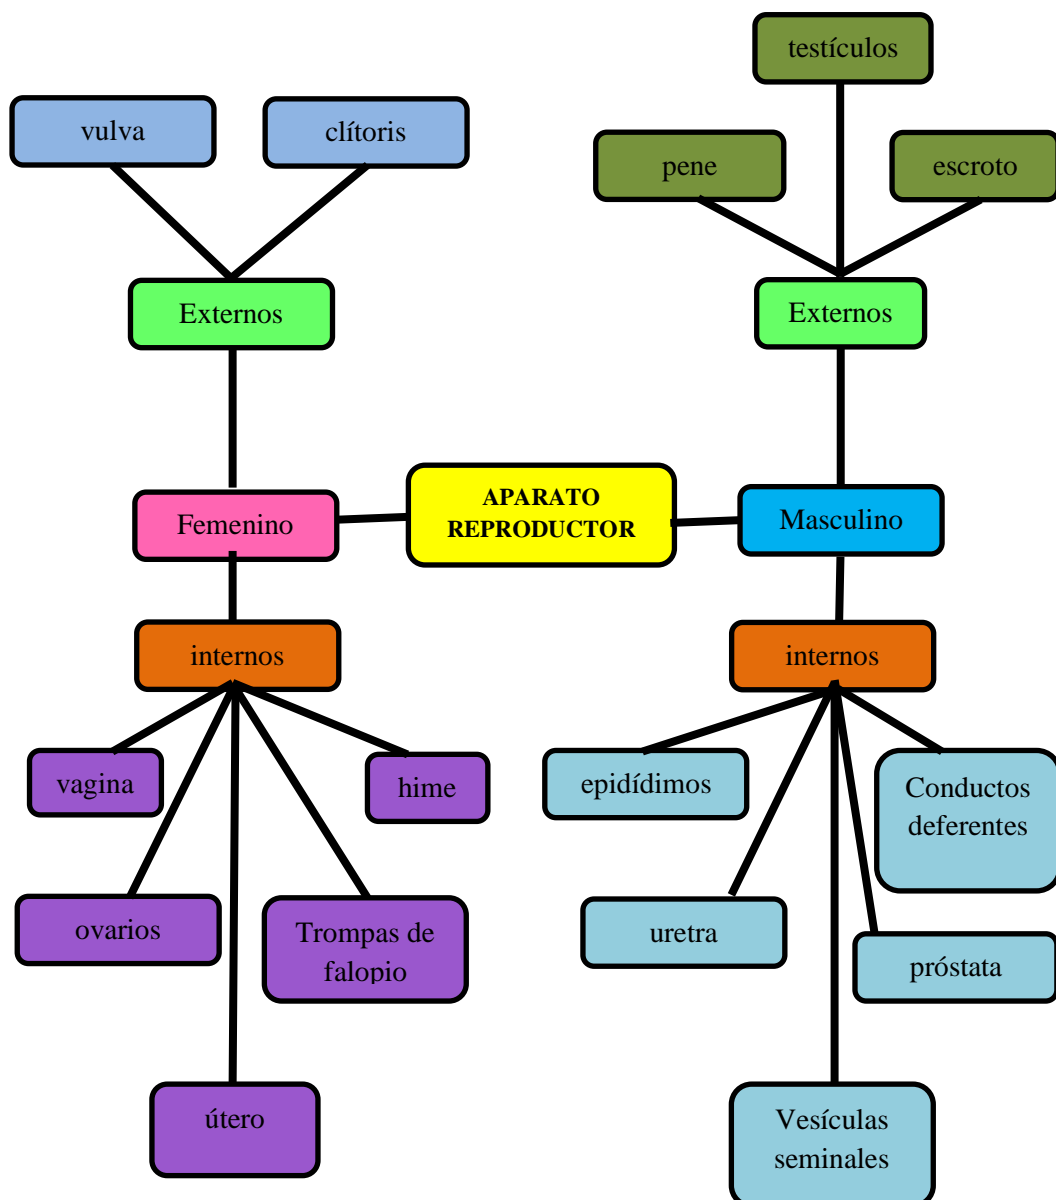 testículos
vulva
clítoris
pene
escroto
Externos
Externos
APARATO
REPRODUCTOR
Femenino
Masculino
internos
internos
vagina
hime
epidídimos
Conductos
deferentes
ovarios
Trompas de
falopio
uretra
próstata
útero
Vesículas
seminales